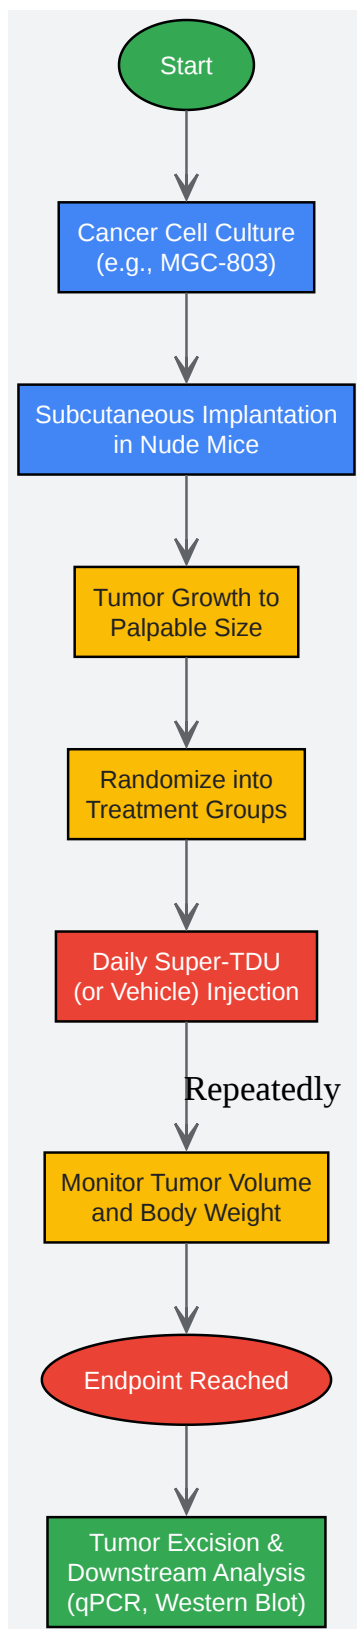 Start
Cancer Cell Culture
(e.g., MGC-803)
Subcutaneous Implantation
in Nude Mice
Tumor Growth to
Palpable Size
Randomize into
Treatment Groups
Daily Super-TDU
(or Vehicle) Injection
Repeatedly
Monitor Tumor Volume
and Body Weight
Endpoint Reached
Tumor Excision &
Downstream Analysis
(qPCR, Western Blot)